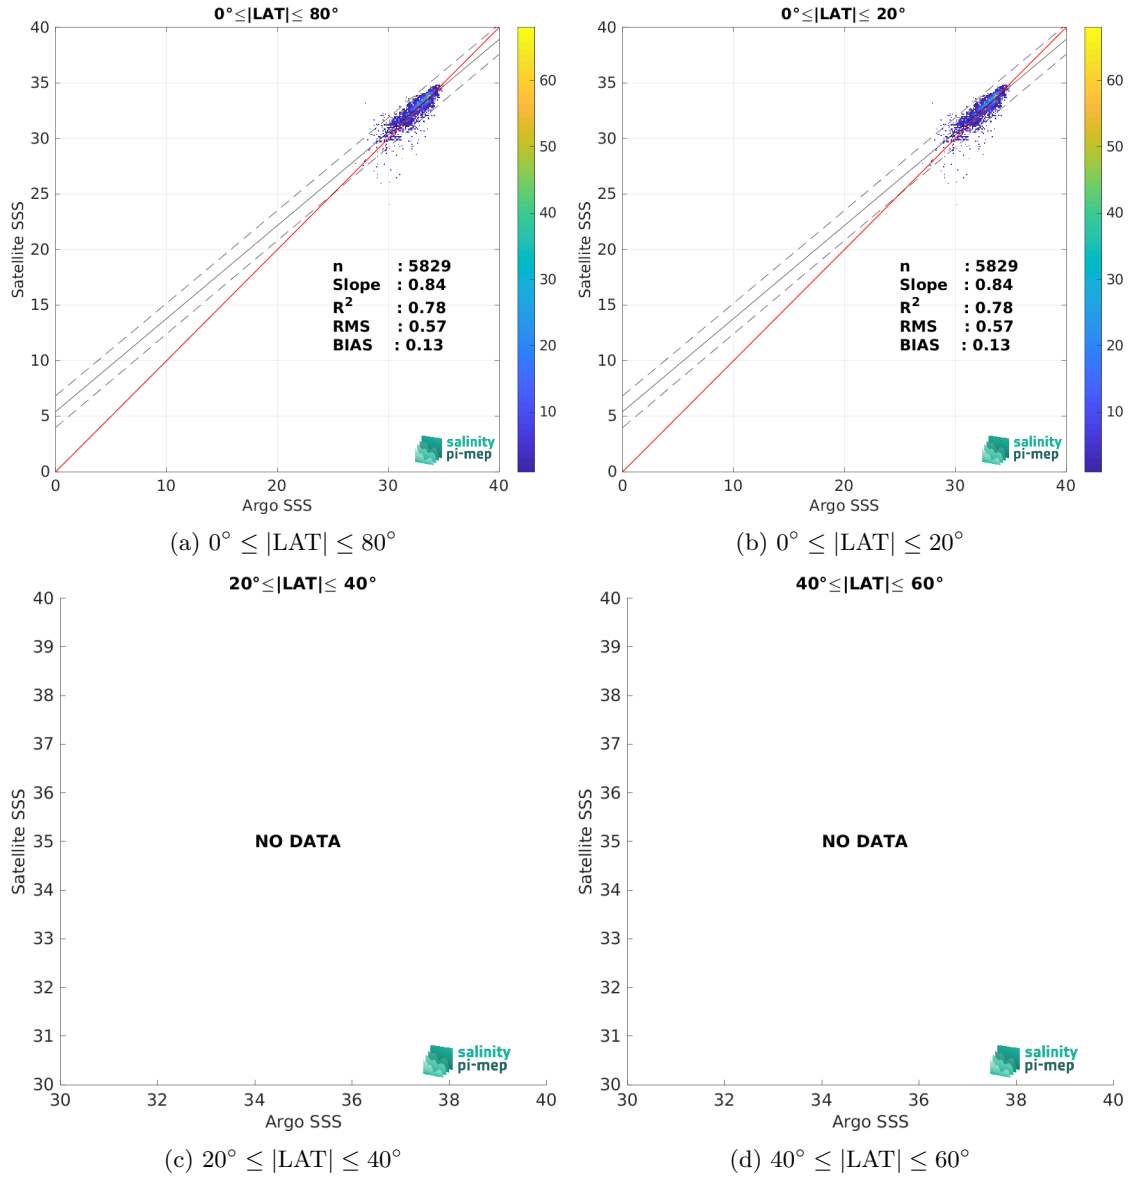 0°≤|LAT|≤ 80°
40
35
30
25
20
15
10
5
0
Satellite SSS
0
10
20
30
40
Argo SSS
n : 5829
Slope : 0.84
R² : 0.78
RMS : 0.57
BIAS : 0.13
salinity
pi-mep
60
50
40
30
20
10
(a) 0° ≤ |LAT| ≤ 80°
0°≤|LAT|≤ 20°
40
35
30
25
20
15
10
5
0
Satellite SSS
0
10
20
30
40
Argo SSS
n : 5829
Slope : 0.84
R² : 0.78
RMS : 0.57
BIAS : 0.13
salinity
pi-mep
60
50
40
30
20
10
(b) 0° ≤ |LAT| ≤ 20°
20°≤|LAT|≤ 40°
40
39
38
37
36
35
34
33
32
31
30
Satellite SSS
NO DATA
salinity
pi-mep
30
32
34
36
38
40
Argo SSS
(c) 20° ≤ |LAT| ≤ 40°
40°≤|LAT|≤ 60°
40
39
38
37
36
35
34
33
32
31
30
Satellite SSS
NO DATA
salinity
pi-mep
30
32
34
36
38
40
Argo SSS
(d) 40° ≤ |LAT| ≤ 60°